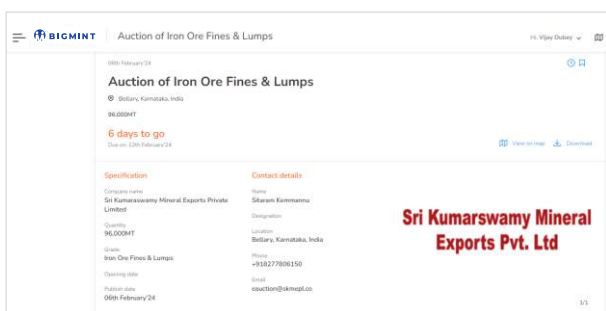 BIGMINT
Auction of Iron Ore Fines & Lumps
Hi, Vijay Dubey
06th February'24
Auction of Iron Ore Fines & Lumps
Bellary, Karnataka, India
96,000MT
6 days to go
Due on: 12th February'24
View on map
Download
Specification
Company name
Sri Kumaraswamy Mineral Exports Private
Limited
Quantity
96,000MT
Grade
Iron Ore Fines & Lumps
Opening date
Publish date
06th February'24
Contact details
Name
Sitaram Kemmannu
Designation
Location
Bellary, Karnataka, India
Phone
+918277806150
Email
eauction@skmepl.co
Sri Kumarswamy Mineral
Exports Pvt. Ltd
1/1